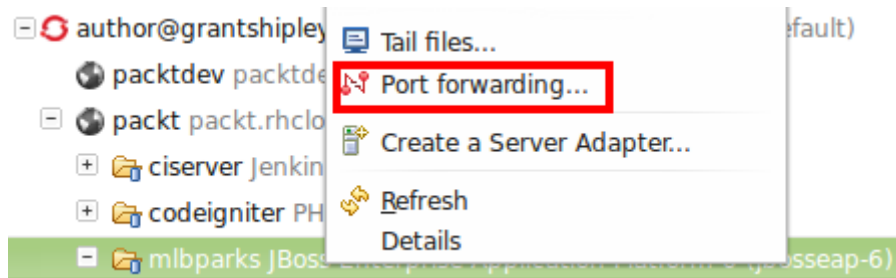 author@grantshipley efault)
Tail files...
packtdev packtde
Port forwarding...
packt packt.rhclo
Create a Server Adapter...
ciserver Jenkin
Refresh
codeigniter PH
Details
mlbparks JBoss osseap-6)